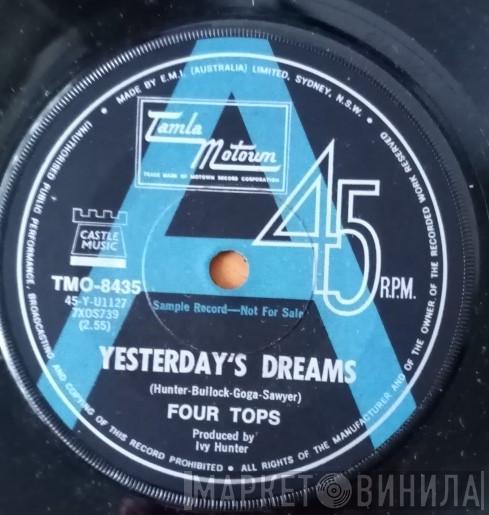 MADE BY E.M.I. (AUSTRALIA) LIMITED, SYDNEY, N.S.W. • UNAUTHORISED PUBLIC PERFORMANCE, BROADCASTING AND COPYING OF THIS RECORD PROHIBITED • ALL RIGHTS OF THE MANUFACTURER AND OF THE OWNER OF THE RECORDED WORK RESERVED
A
Tamla
Motown
TRADE MARK OF MOTOWN RECORD CORPORATION
45
R.P.M.
CASTLE
MUSIC
TMO-8435
45-Y-U1127
7XOS739
(2.55)
Sample Record—Not For Sale
YESTERDAY'S DREAMS
(Hunter-Bullock-Goga-Sawyer)
FOUR TOPS
Produced by
Ivy Hunter
МАРКЕТ ВИНИЛА